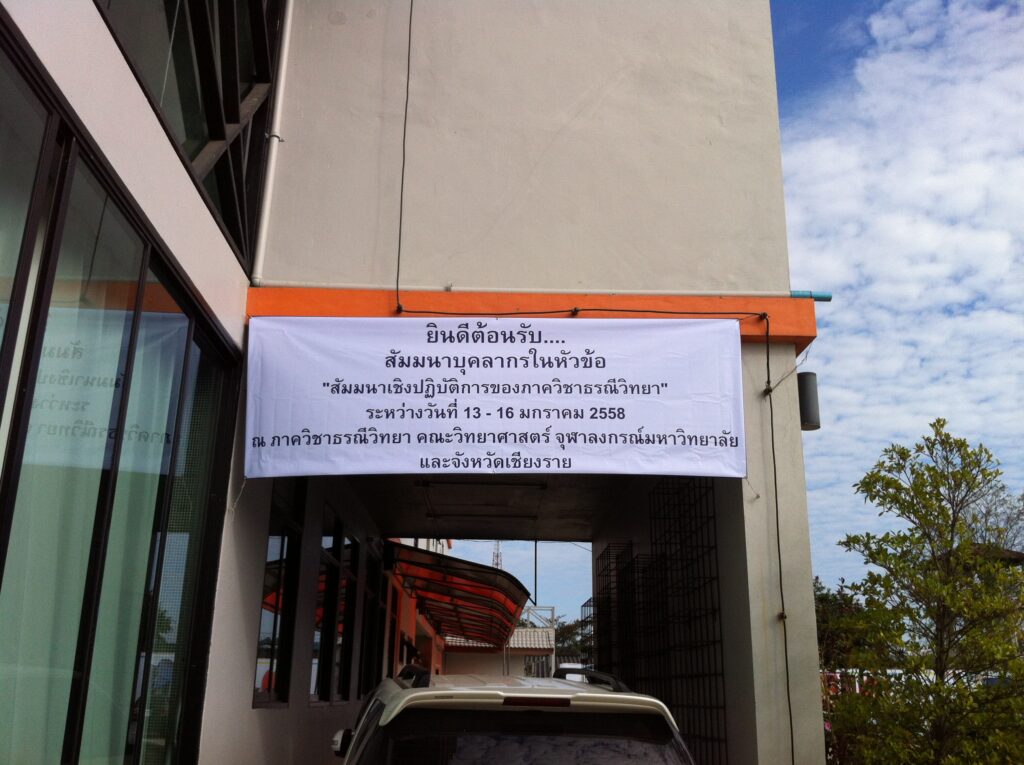 ยินดีต้อนรับ....
สัมมนาบุคลากรในหัวข้อ
"สัมมนาเชิงปฏิบัติการของภาควิชาธรณีวิทยา"
ระหว่างวันที่ 13 - 16 มกราคม 2558
ณ ภาควิชาธรณีวิทยา คณะวิทยาศาสตร์ จุฬาลงกรณ์มหาวิทยาลัย
และจังหวัดเชียงราย